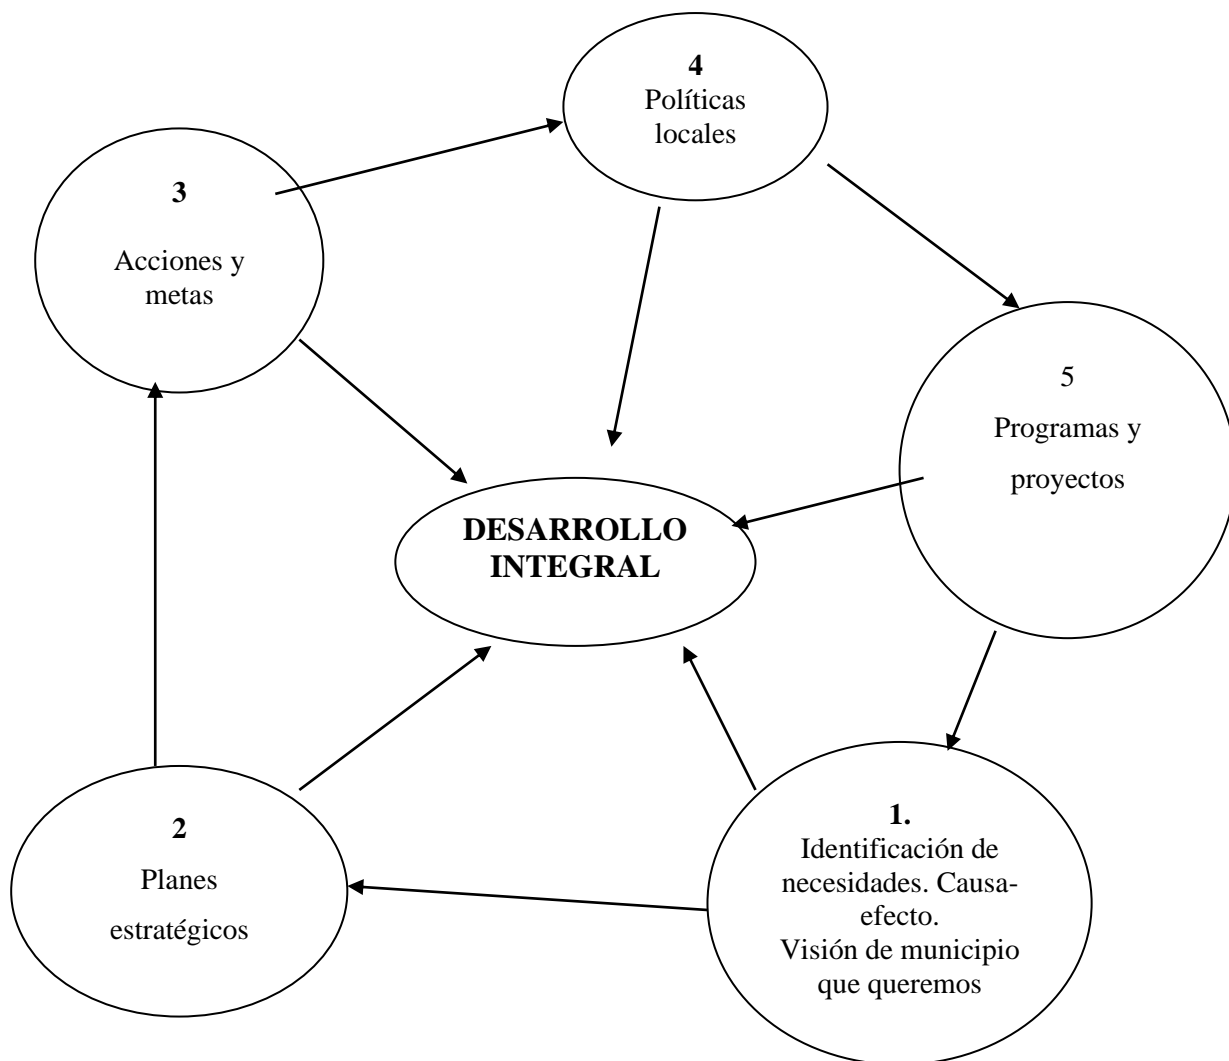 4
Políticas
locales
3
Acciones y
metas
5
Programas y
proyectos
DESARROLLO
INTEGRAL
2
Planes
estratégicos
1.
Identificación de
necesidades. Causa-
efecto.
Visión de municipio
que queremos